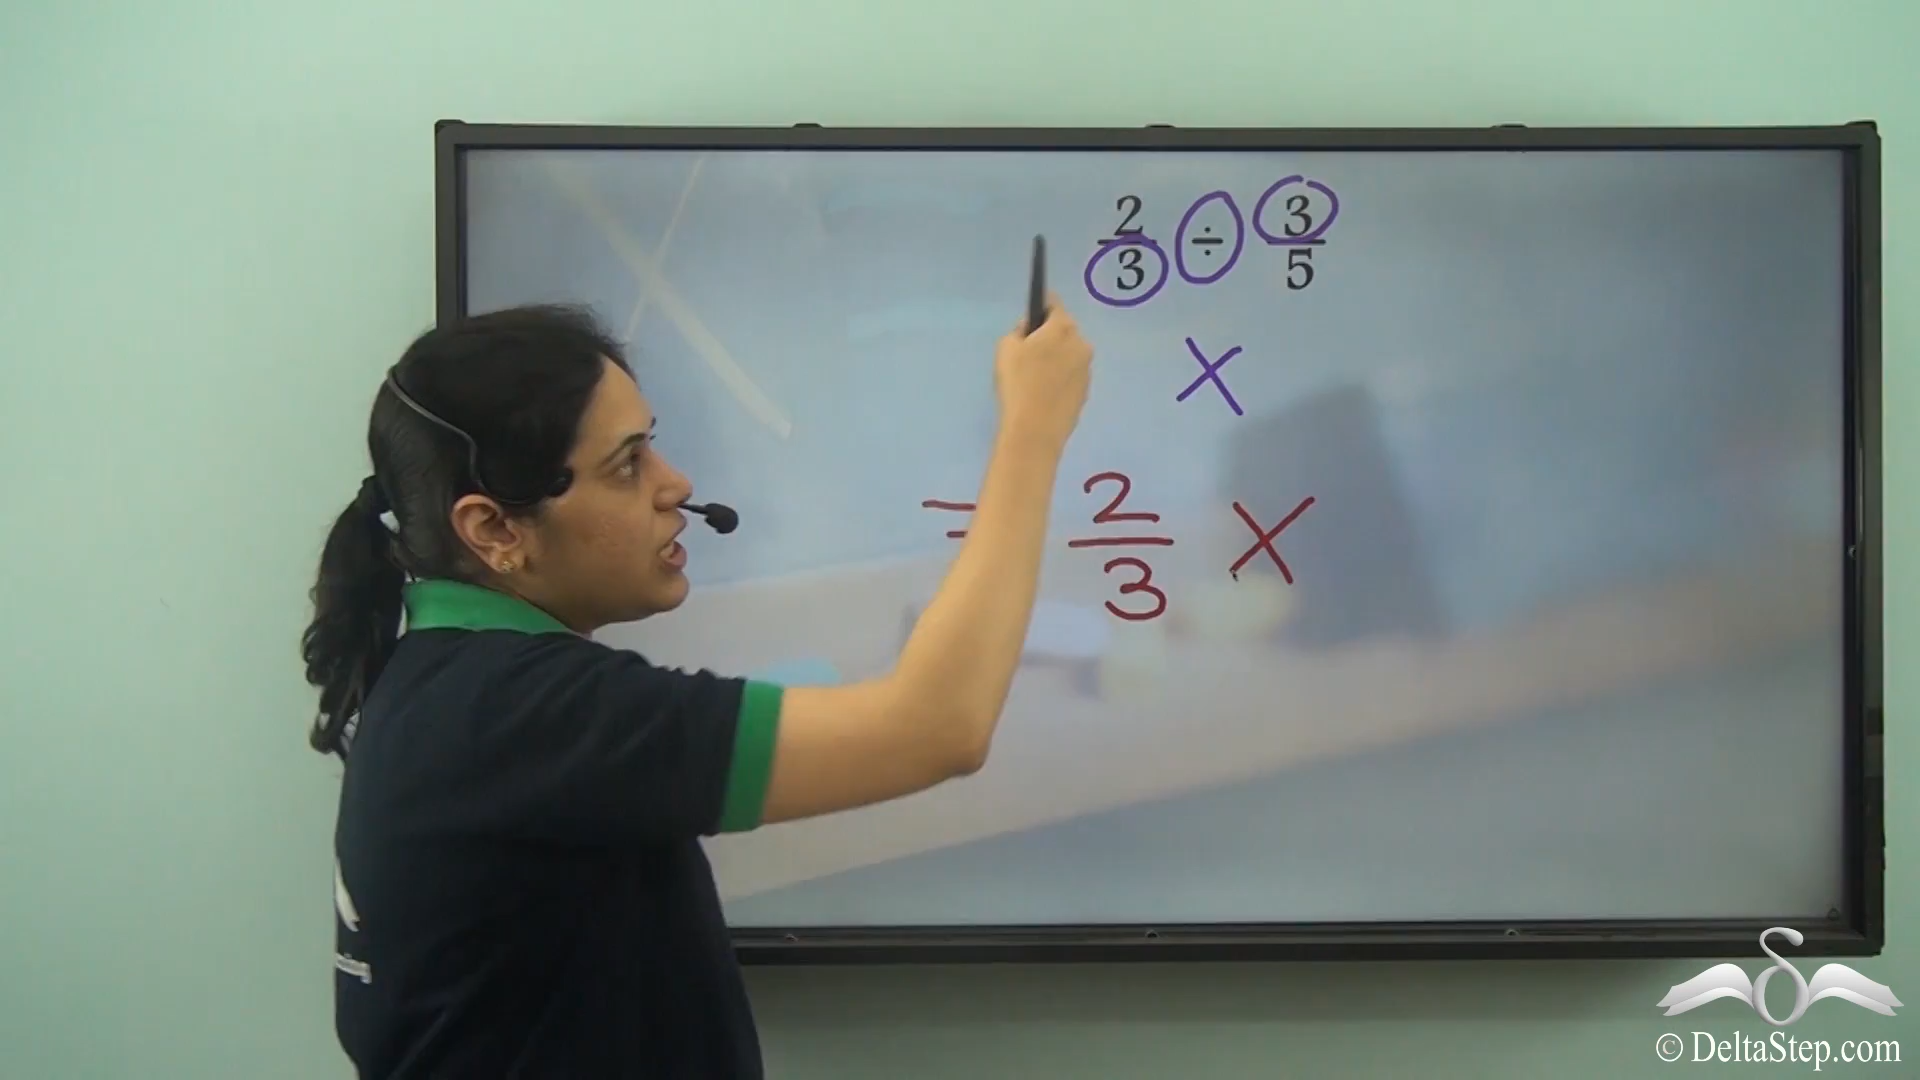 2/3 ÷ 3/5
X
= 2/3 X
© DeltaStep.com